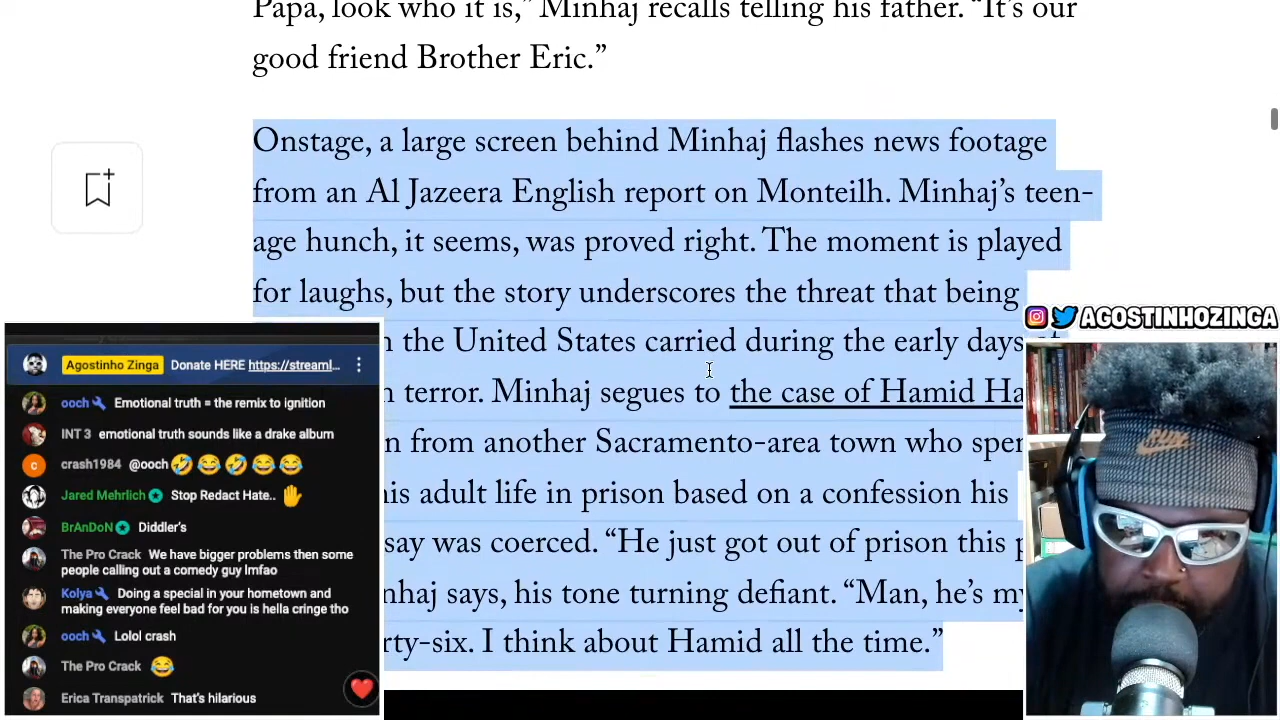 Papa, look who it is,” Minhaj recalls telling his father. “It’s our
good friend Brother Eric.”
Onstage, a large screen behind Minhaj flashes news footage
from an Al Jazeera English report on Monteilh. Minhaj’s teen-
age hunch, it seems, was proved right. The moment is played
for laughs, but the story underscores the threat that being
the United States carried during the early days
terror. Minhaj segues to the case of Hamid
from another Sacramento-area town who
his adult life in prison based on a confession his
say was coerced. “He just got out of prison this
says, his tone turning defiant. “Man, he’s
I think about Hamid all the time.”
AGOSTINHOZINGA
Agostinho Zinga Donate HERE https://streaml...
ooch Emotional truth = the remix to ignition
INT 3 emotional truth sounds like a drake album
crash1984 @ooch 🤣😂🤣😂😂
Jared Mehrlich Stop Redact Hate.. ✋
BrAnDoN Diddler’s
The Pro Crack We have bigger problems then some
people calling out a comedy guy lmfao
Kolya Doing a special in your hometown and
making everyone feel bad for you is hella cringe tho
ooch Lolol crash
The Pro Crack 😂
Erica Transpatrick That’s hilarious